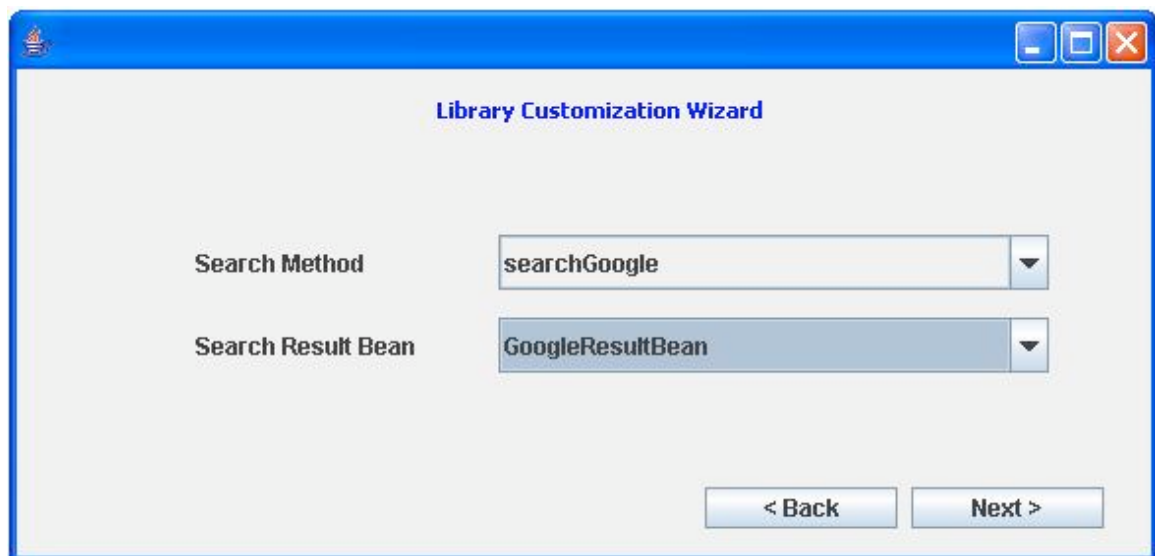 Library Customization Wizard
Search Method searchGoogle
Search Result Bean GoogleResultBean
< Back Next >